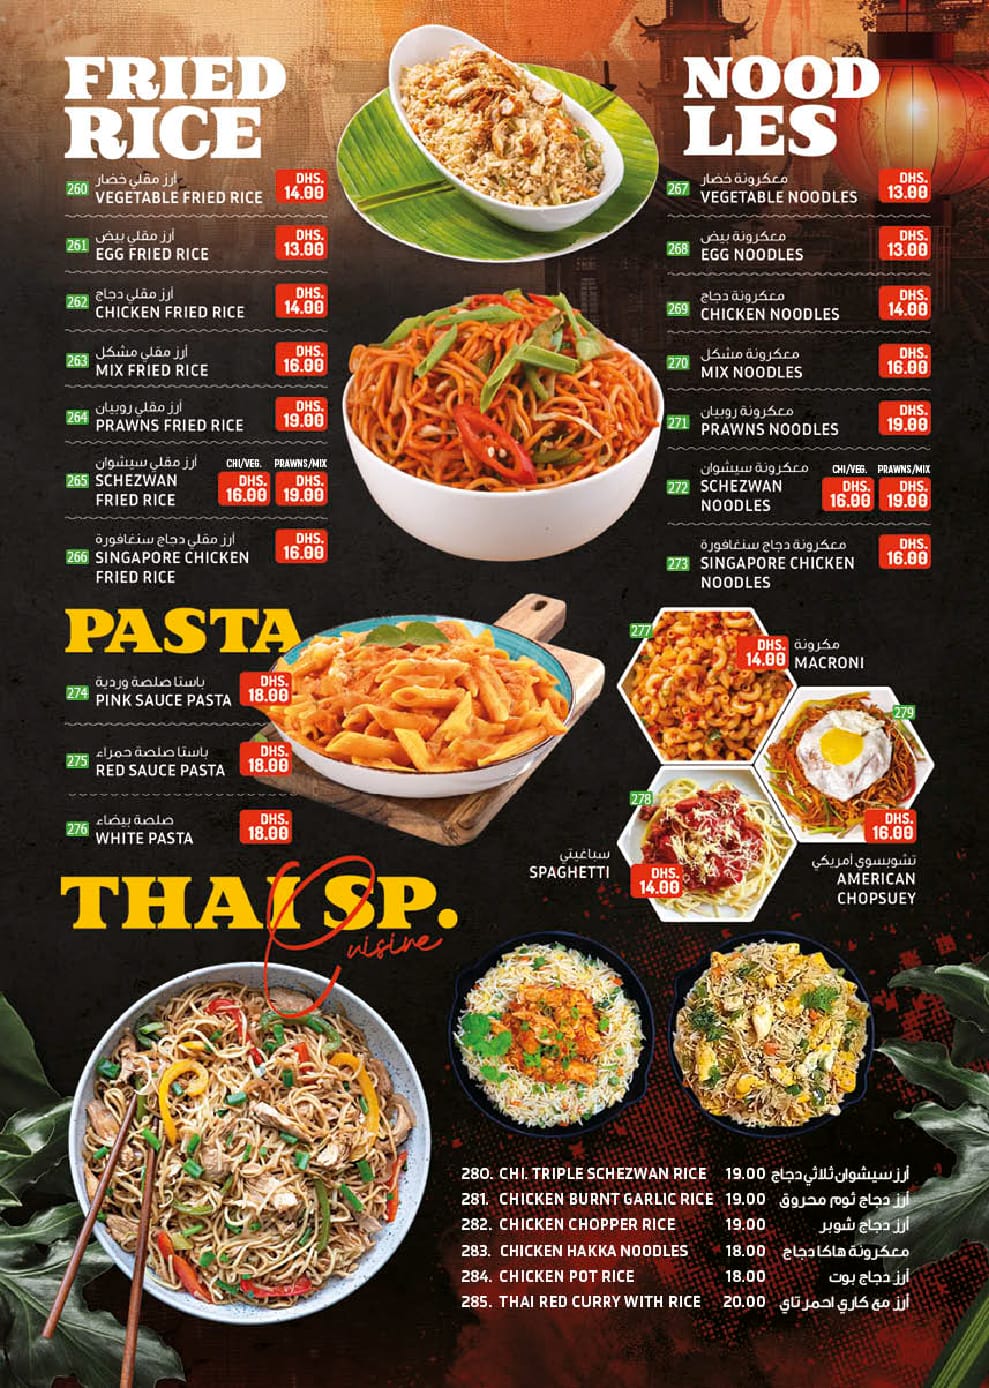 FRIED
RICE
260
أرز مقلي خضار
VEGETABLE FRIED RICE
DHS.
14.00
261
أرز مقلي بيض
EGG FRIED RICE
DHS.
13.00
262
أرز مقلي دجاج
CHICKEN FRIED RICE
DHS.
14.00
263
أرز مقلي مشكل
MIX FRIED RICE
DHS.
16.00
264
أرز مقلي روبيان
PRAWNS FRIED RICE
DHS.
19.00
265
أرز مقلي سيشوان
SCHEZWAN
FRIED RICE
CHI/VEG.
DHS.
16.00
PRAWNS/MIX
DHS.
19.00
266
أرز مقلي دجاج سنغافورة
SINGAPORE CHICKEN
FRIED RICE
DHS.
16.00
NOOD
LES
267
معكرونة خضار
VEGETABLE NOODLES
DHS.
13.00
268
معكرونة بيض
EGG NOODLES
DHS.
13.00
269
معكرونة دجاج
CHICKEN NOODLES
DHS.
14.00
270
معكرونة مشكل
MIX NOODLES
DHS.
16.00
271
معكرونة روبيان
PRAWNS NOODLES
DHS.
19.00
272
معكرونة سيشوان
SCHEZWAN
NOODLES
CHI/VEG.
DHS.
16.00
PRAWNS/MIX
DHS.
19.00
273
معكرونة دجاج سنغافورة
SINGAPORE CHICKEN
NOODLES
DHS.
16.00
PASTA
274
باستا صلصة وردية
PINK SAUCE PASTA
DHS.
18.00
275
باستا صلصة حمراء
RED SAUCE PASTA
DHS.
18.00
276
صلصة بيضاء
WHITE PASTA
DHS.
18.00
277
DHS.
14.00
مكرونة
MACRONI
278
سباغيتي
SPAGHETTI
DHS.
14.00
279
DHS.
16.00
تشوبسوي أمريكي
AMERICAN
CHOPSUEY
THAI SP.
Cuisine
280. CHI. TRIPLE SCHEZWAN RICE 19.00 أرز سيشوان ثلاثي دجاج
281. CHICKEN BURNT GARLIC RICE 19.00 أرز دجاج ثوم محروق
282. CHICKEN CHOPPER RICE 19.00 أرز دجاج شوبر
283. CHICKEN HAKKA NOODLES 18.00 معكرونة هاكا دجاج
284. CHICKEN POT RICE 18.00 أرز دجاج بوت
285. THAI RED CURRY WITH RICE 20.00 أرز مع كاري احمر تاي